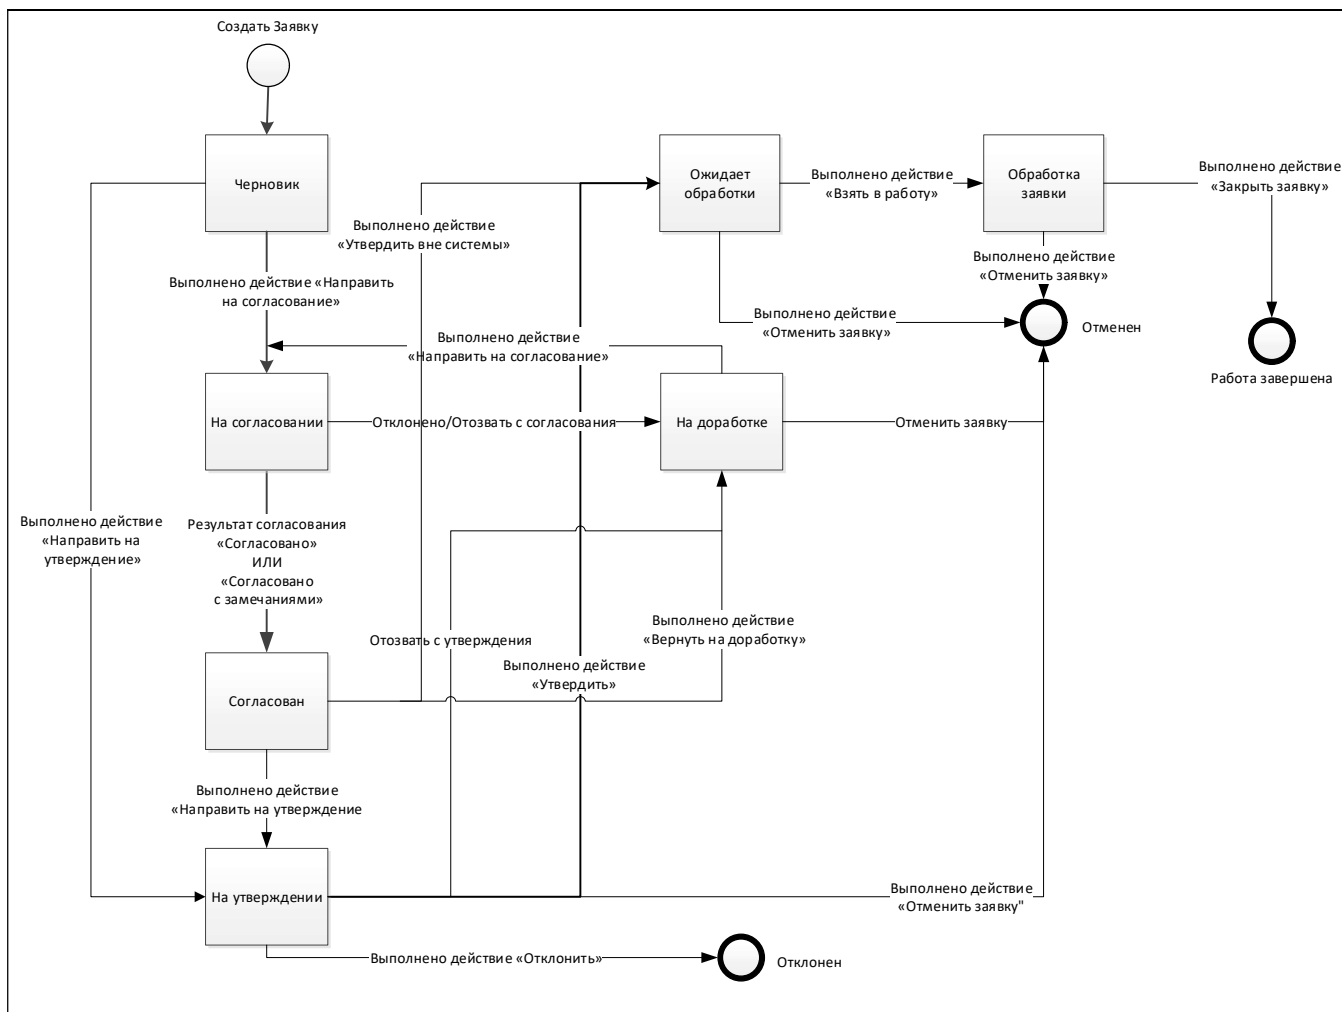 Создать Заявку
Черновик
Ожидает
обработки
Выполнено действие
«Взять в работу»
Обработка
заявки
Выполнено действие
«Закрыть заявку»
Выполнено действие
«Утвердить вне системы»
Выполнено действие «Направить
на согласование»
Выполнено действие
«Отменить заявку»
Выполнено действие
«Отменить заявку»
Отменен
Выполнено действие
«Направить на согласование»
Работа завершена
На согласовании
Отклонено/Отозвать с согласования
На доработке
Отменить заявку
Выполнено действие
«Направить на
утверждение»
Результат согласования
«Согласовано»
ИЛИ
«Согласовано
с замечаниями»
Отозвать с утверждения
Выполнено действие
«Вернуть на доработку»
Выполнено действие
«Утвердить»
Согласован
Выполнено действие
«Направить на утверждение
На утверждении
Выполнено действие
«Отменить заявку"
Выполнено действие «Отклонить»
Отклонен